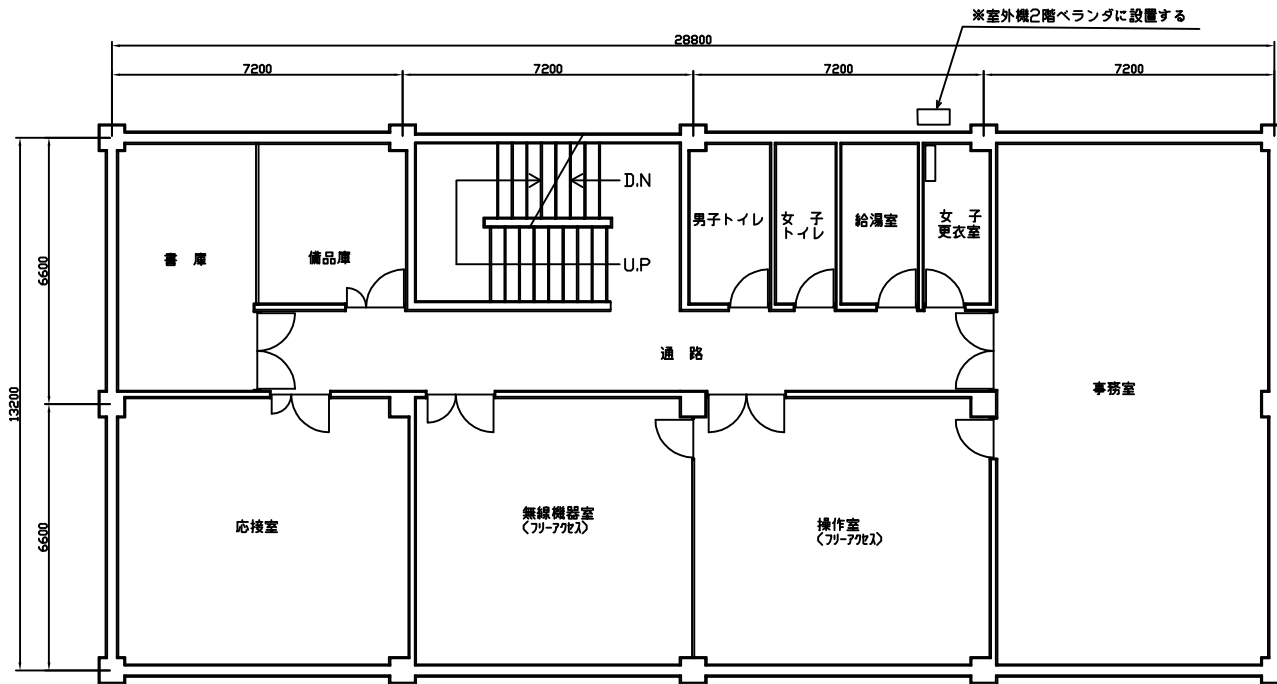 ※室外機2階ベランダに設置する
28800
7200
7200
7200
7200
D.N
U.P
男子トイレ
女　子
トイレ
給湯室
女　子
更衣室
書　庫
備品庫
6600
通　路
事務室
13200
6600
応接室
無線機器室
(フリーアクセス)
操作室
(フリーアクセス)